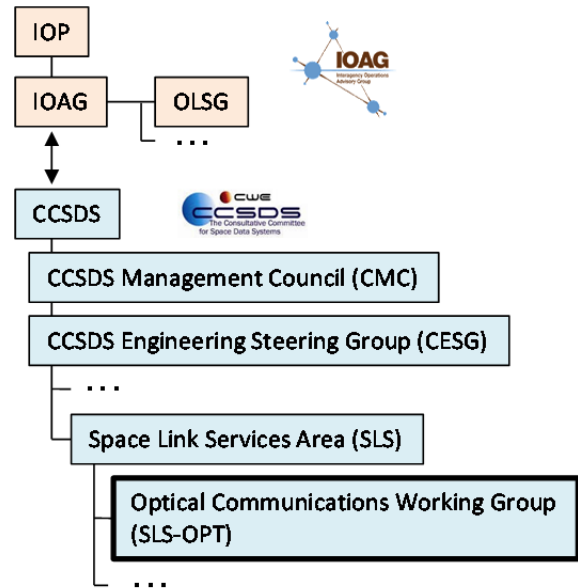 IOP
IOAG
OLSG
...
IOAG
Interagency Operations
Advisory Group
CCSDS
CWE
CCSDS
The Consultative Committee
for Space Data Systems
CCSDS Management Council (CMC)
CCSDS Engineering Steering Group (CESG)
...
Space Link Services Area (SLS)
Optical Communications Working Group
(SLS-OPT)
...